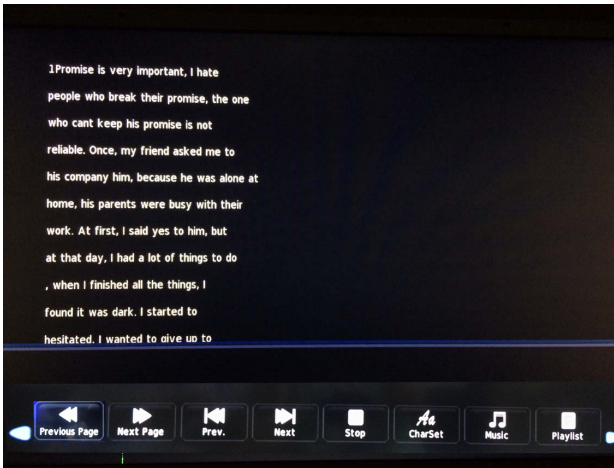 1Promise is very important, I hate
people who break their promise, the one
who cant keep his promise is not
reliable. Once, my friend asked me to
his company him, because he was alone at
home, his parents were busy with their
work. At first, I said yes to him, but
at that day, I had a lot of things to do
, when I finished all the things, I
found it was dark. I started to
hesitated. I wanted to give up to
Previous Page Next Page Prev. Next Stop Aa CharSet Music Playlist